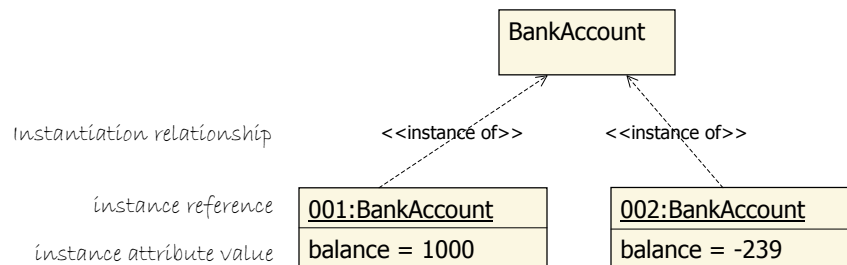 BankAccount
Instantiation relationship
<<instance of>>
<<instance of>>
instance reference
001:BankAccount
002:BankAccount
instance attribute value
balance = 1000
balance = -239